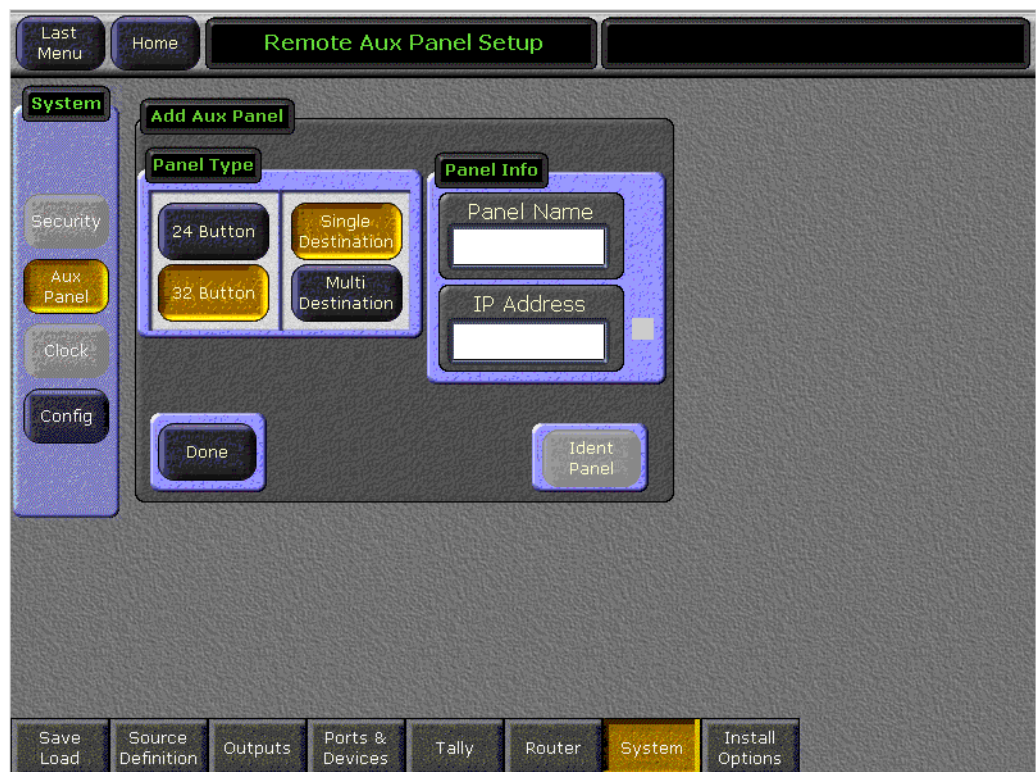 Last Menu
Home
Remote Aux Panel Setup
System
Security
Aux Panel
Clock
Config
Add Aux Panel
Panel Type
24 Button
Single Destination
32 Button
Multi Destination
Panel Info
Panel Name
IP Address
Done
Ident Panel
Save Load
Source Definition
Outputs
Ports & Devices
Tally
Router
System
Install Options